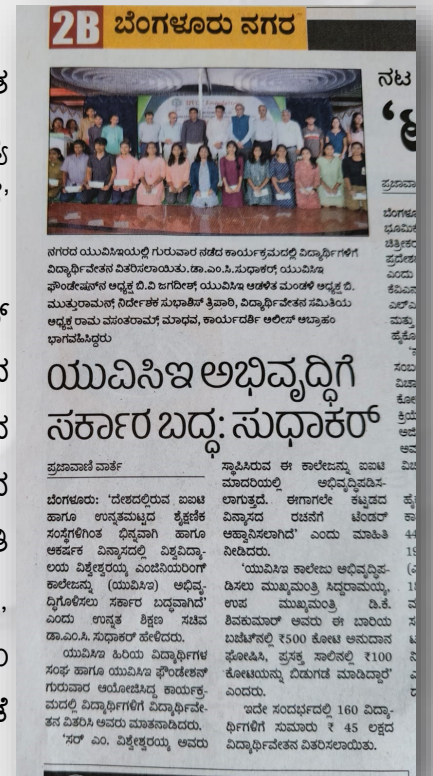 2B ಬೆಂಗಳೂರು ನಗರ
ನಗರದ ಯುವಿಸಿಇಯಲ್ಲಿ ಗುರುವಾರ ನಡೆದ ಕಾರ್ಯಕ್ರಮದಲ್ಲಿ ವಿದ್ಯಾರ್ಥಿಗಳಿಗೆ
ವಿದ್ಯಾರ್ಥಿವೇತನ ವಿತರಿಸಲಾಯಿತು. ಡಾ.ಎಂ.ಸಿ.ಸುಧಾಕರ್, ಯುವಿಸಿಇ
ಫೌಂಡೇಷನ್‌ನ ಅಧ್ಯಕ್ಷ ಬಿ.ವಿ ಜಗದೀಶ್, ಯುವಿಸಿಇ ಆಡಳಿತ ಮಂಡಳಿ ಅಧ್ಯಕ್ಷ ಬಿ.
ಮುತ್ತುರಾಮನ್, ನಿರ್ದೇಶಕ ಸುಭಾಶಿಸ್ ತ್ರಿಪಾಠಿ, ವಿದ್ಯಾರ್ಥಿವೇತನ ಸಮಿತಿಯ
ಅಧ್ಯಕ್ಷ ರಾಮ ವಸಂತರಾಮ್, ಮಾಧವ, ಕಾರ್ಯದರ್ಶಿ ಆಲೀಸ್ ಅಬ್ರಾಹಂ
ಭಾಗವಹಿಸಿದ್ದರು
ಯುವಿಸಿಇ ಅಭಿವೃದ್ಧಿಗೆ
ಸರ್ಕಾರ ಬದ್ಧ: ಸುಧಾಕರ್
ಪ್ರಜಾವಾಣಿ ವಾರ್ತೆ
ಬೆಂಗಳೂರು: 'ದೇಶದಲ್ಲಿರುವ ಐಐಟಿ
ಹಾಗೂ ಉನ್ನತಮಟ್ಟದ ಶೈಕ್ಷಣಿಕ
ಸಂಸ್ಥೆಗಳಿಗಿಂತ ಭಿನ್ನವಾಗಿ ಹಾಗೂ
ಆಕರ್ಷಕ ವಿನ್ಯಾಸದಲ್ಲಿ ವಿಶ್ವವಿದ್ಯಾ-
ಲಯ ವಿಶ್ವೇಶ್ವರಯ್ಯ ಎಂಜಿನಿಯರಿಂಗ್
ಕಾಲೇಜನ್ನು (ಯುವಿಸಿಇ) ಅಭಿವೃ-
ದ್ಧಿಗೊಳಿಸಲು ಸರ್ಕಾರ ಬದ್ಧವಾಗಿದೆ'
ಎಂದು ಉನ್ನತ ಶಿಕ್ಷಣ ಸಚಿವ
ಡಾ.ಎಂ.ಸಿ. ಸುಧಾಕರ್ ಹೇಳಿದರು.
ಯುವಿಸಿಇ ಹಿರಿಯ ವಿದ್ಯಾರ್ಥಿಗಳ
ಸಂಘ ಹಾಗೂ ಯುವಿಸಿಇ ಫೌಂಡೇಶನ್
ಗುರುವಾರ ಆಯೋಜಿಸಿದ್ದ ಕಾರ್ಯಕ್ರ-
ಮದಲ್ಲಿ ವಿದ್ಯಾರ್ಥಿಗಳಿಗೆ ವಿದ್ಯಾರ್ಥಿವೇ-
ತನ ವಿತರಿಸಿ ಅವರು ಮಾತನಾಡಿದರು.
'ಸರ್ ಎಂ. ವಿಶ್ವೇಶ್ವರಯ್ಯ ಅವರು
ಸ್ಥಾಪಿಸಿರುವ ಈ ಕಾಲೇಜನ್ನು ಐಐಟಿ
ಮಾದರಿಯಲ್ಲಿ ಅಭಿವೃದ್ಧಿಪಡಿಸ-
ಲಾಗುತ್ತದೆ. ಈಗಾಗಲೇ ಕಟ್ಟಡದ
ವಿನ್ಯಾಸದ ರಚನೆಗೆ ಟೆಂಡರ್
ಆಹ್ವಾನಿಸಲಾಗಿದೆ' ಎಂದು ಮಾಹಿತಿ
ನೀಡಿದರು.
'ಯುವಿಸಿಇ ಕಾಲೇಜು ಅಭಿವೃದ್ಧಿಪ-
ಡಿಸಲು ಮುಖ್ಯಮಂತ್ರಿ ಸಿದ್ದರಾಮಯ್ಯ,
ಉಪ ಮುಖ್ಯಮಂತ್ರಿ ಡಿ.ಕೆ.
ಶಿವಕುಮಾರ್ ಅವರು ಈ ಬಾರಿಯ
ಬಜೆಟ್‌ನಲ್ಲಿ ₹500 ಕೋಟಿ ಅನುದಾನ
ಘೋಷಿಸಿ, ಪ್ರಸಕ್ತ ಸಾಲಿನಲ್ಲಿ ₹100
ಕೋಟಿಯನ್ನು ಬಿಡುಗಡೆ ಮಾಡಿದ್ದಾರೆ'
ಎಂದರು.
ಇದೇ ಸಂದರ್ಭದಲ್ಲಿ 160 ವಿದ್ಯಾ-
ರ್ಥಿಗಳಿಗೆ ಸುಮಾರು ₹ 45 ಲಕ್ಷದ
ವಿದ್ಯಾರ್ಥಿವೇತನ ವಿತರಿಸಲಾಯಿತು.
ನಟ